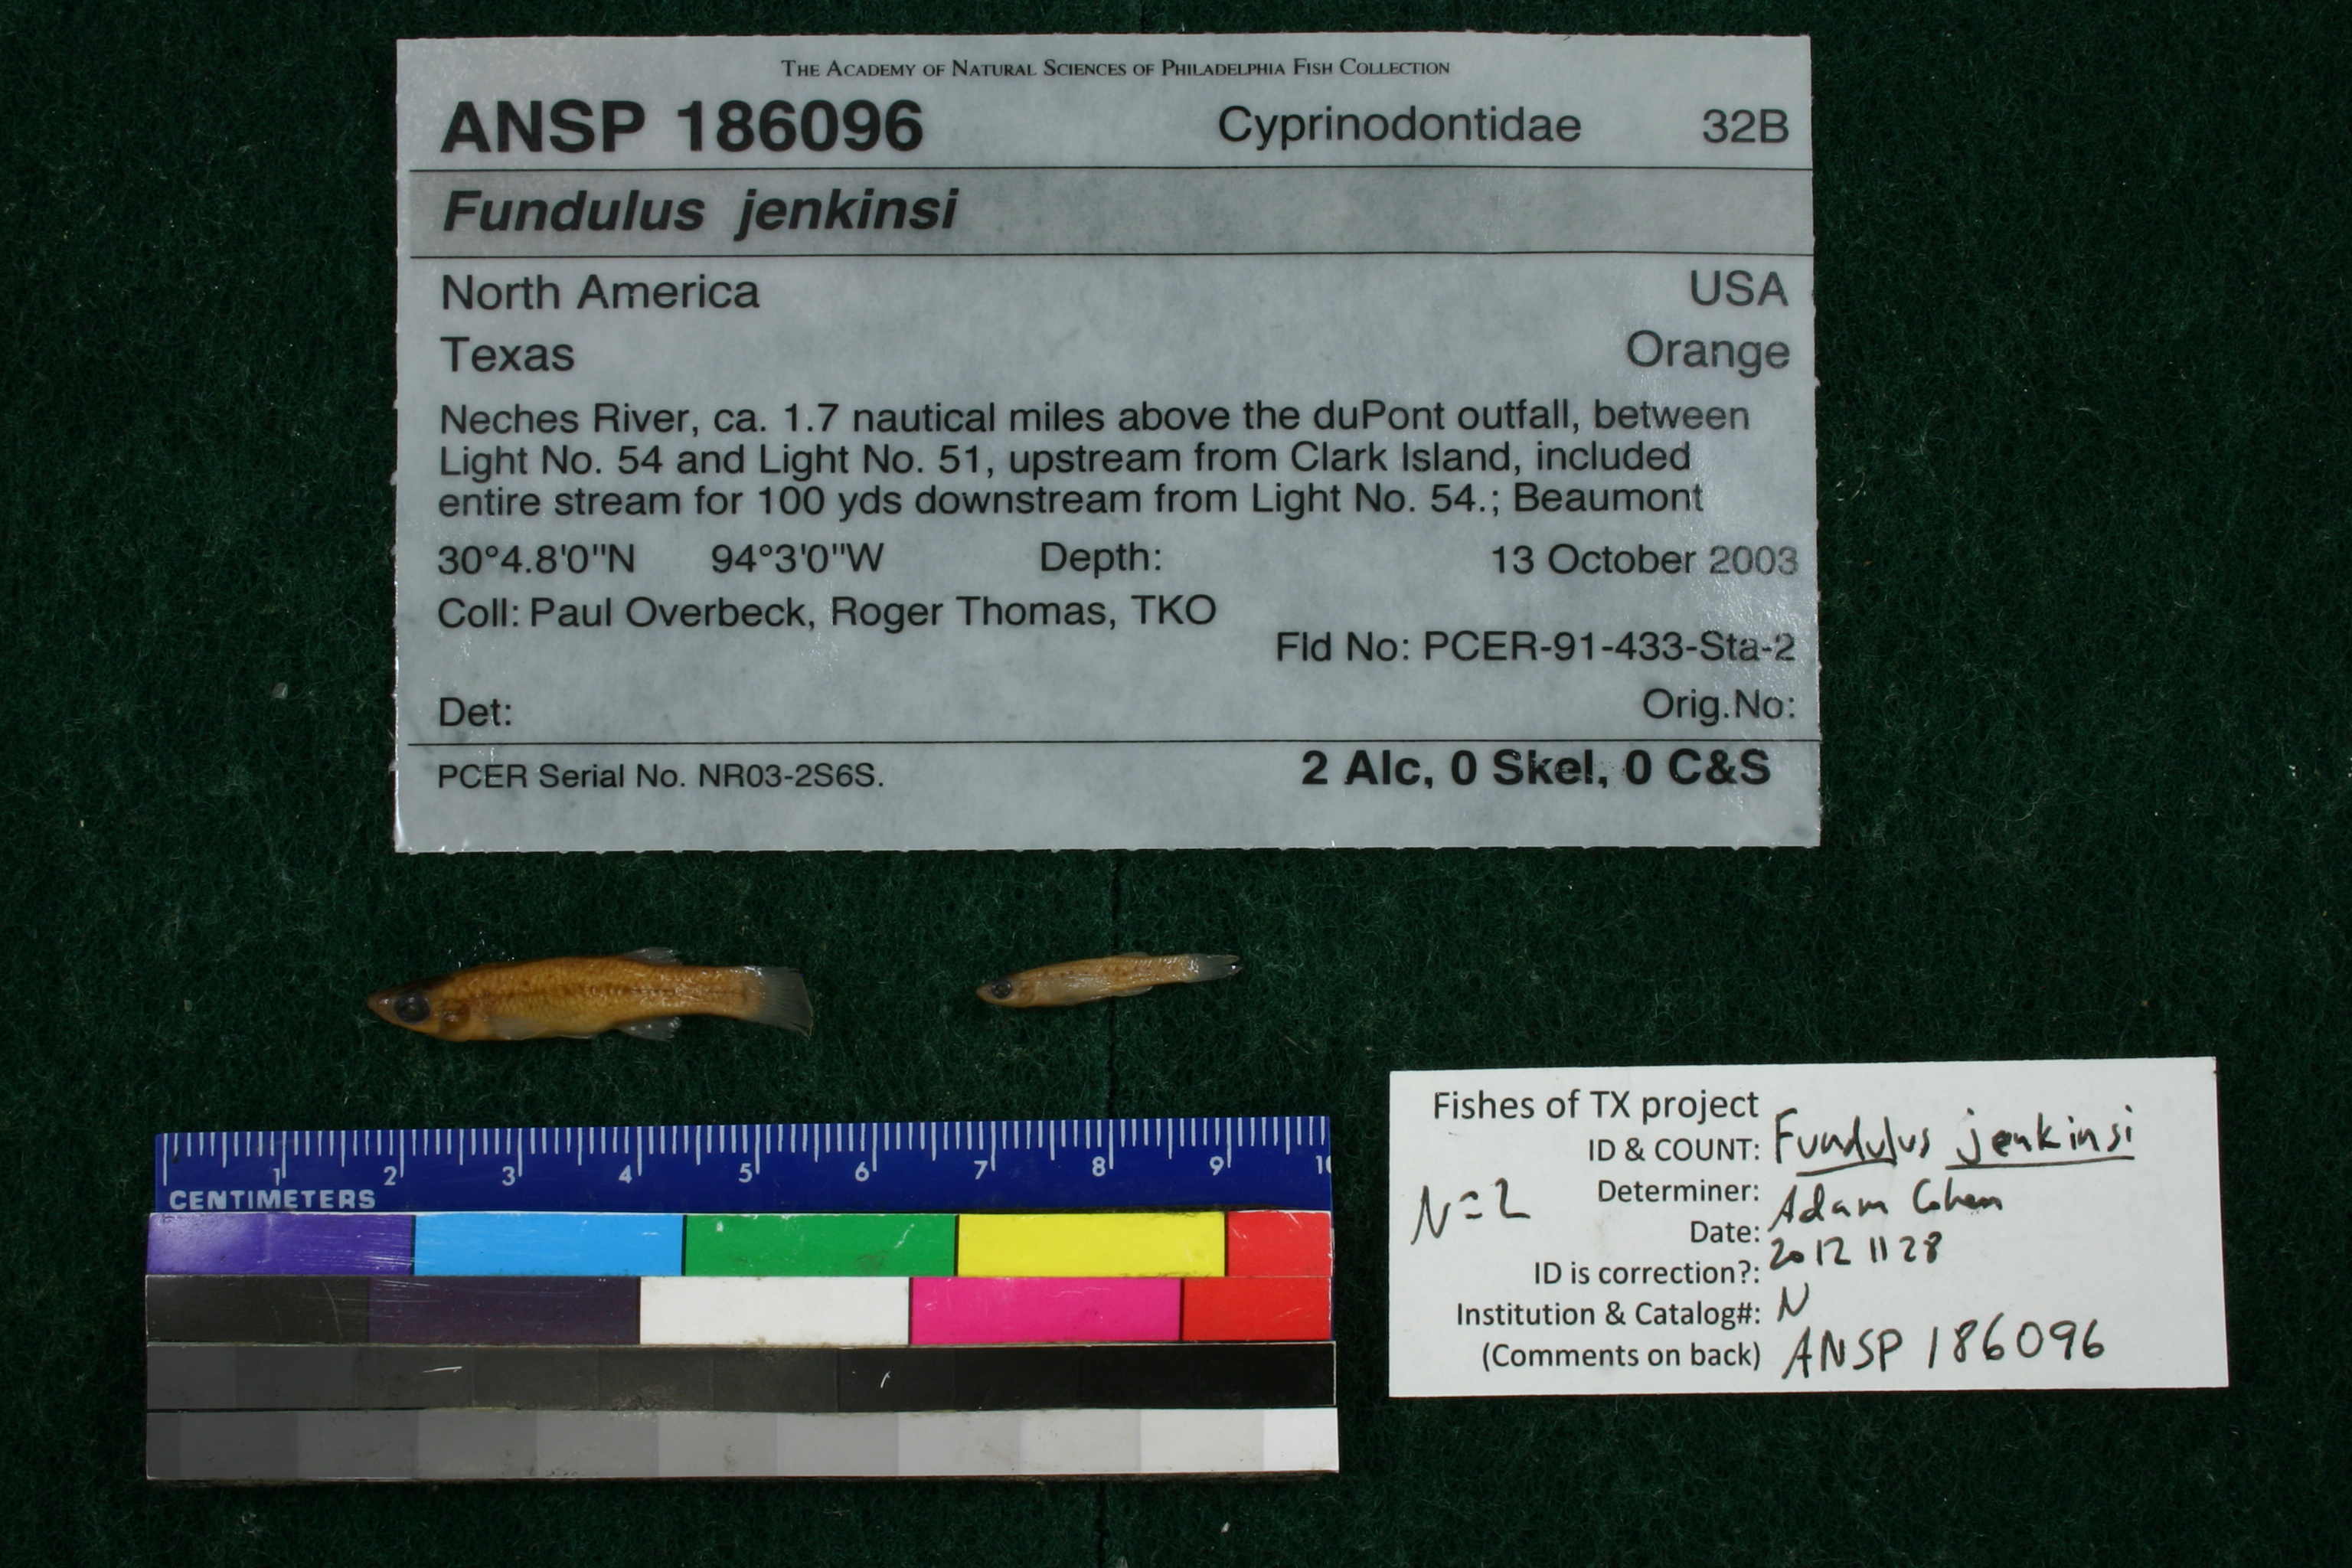 THE ACADEMY OF NATURAL SCIENCES OF PHILADELPHIA FISH COLLECTION
ANSP 186096 Cyprinodontidae 32B
Fundulus jenkinsi
North America USA
Texas Orange
Neches River, ca. 1.7 nautical miles above the duPont outfall, between
Light No. 54 and Light No. 51, upstream from Clark Island, included
entire stream for 100 yds downstream from Light No. 54.; Beaumont
30°4.8'0"N 94°3'0"W Depth: 13 October 2003
Coll: Paul Overbeck, Roger Thomas, TKO
Fld No: PCER-91-433-Sta-2
Det: Orig.No:
PCER Serial No. NR03-2S6S. 2 Alc, 0 Skel, 0 C&S
1 2 3 4 5 6 7 8 9 10
CENTIMETERS
Fishes of TX project
ID & COUNT: Fundulus jenkinsi
N=2
Determiner: Adam Cohen
Date: 2012 11 28
ID is correction?: N
Institution & Catalog#: ANSP 186096
(Comments on back)